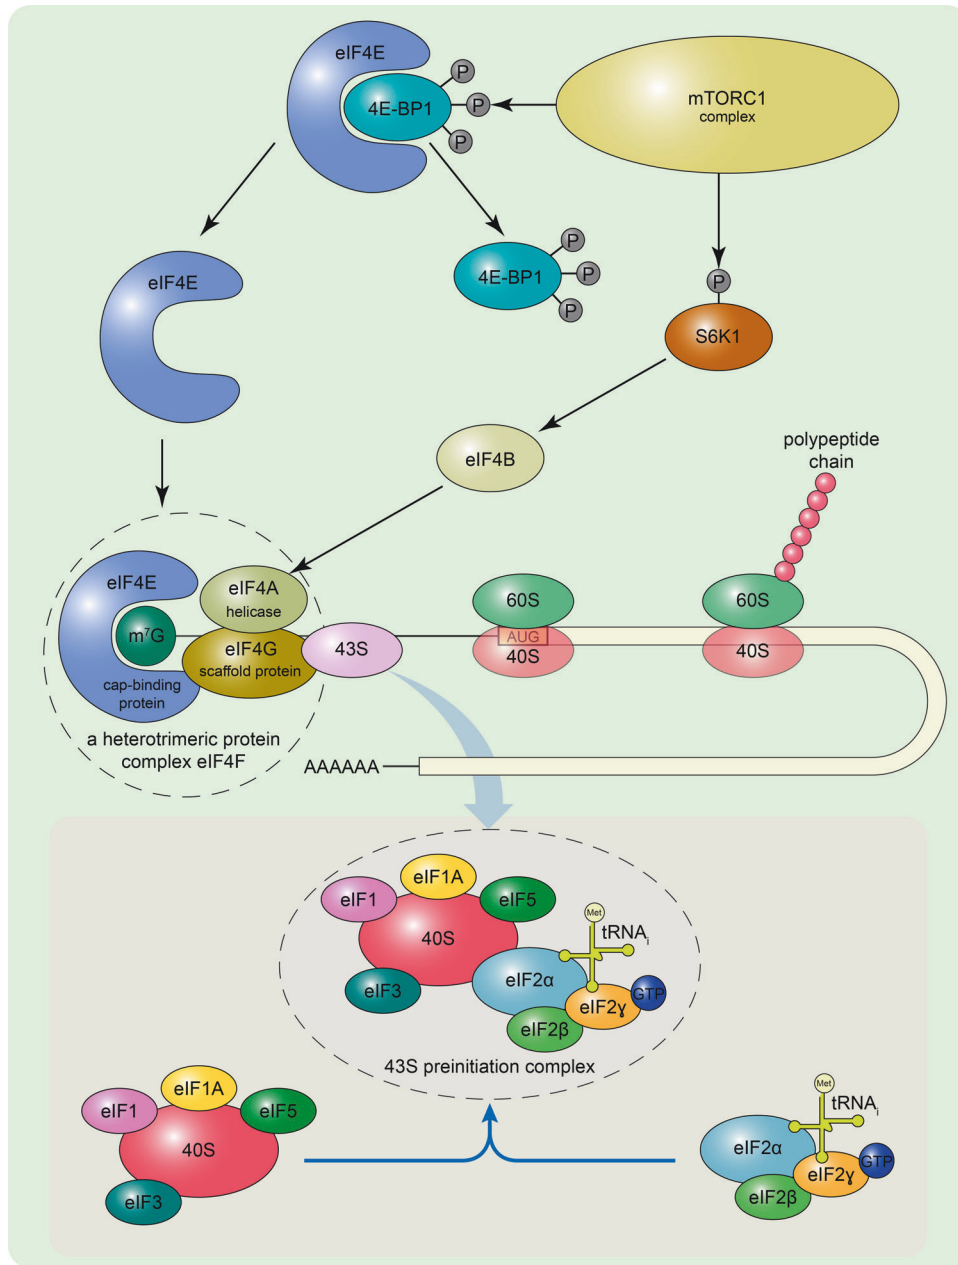 eIF4E
4E-BP1
P
P
P
mTORC1
complex
eIF4E
4E-BP1
P
P
P
P
S6K1
eIF4B
polypeptide
chain
eIF4E
m⁷G
cap-binding
protein
eIF4A
helicase
eIF4G
scaffold protein
43S
60S
AUG
40S
60S
40S
a heterotrimeric protein
complex eIF4F
AAAAAA
eIF1
eIF1A
eIF5
40S
eIF3
eIF2α
eIF2β
eIF2ɣ
GTP
Met
tRNAᵢ
43S preinitiation complex
eIF1
eIF1A
eIF5
40S
eIF3
Met
tRNAᵢ
eIF2α
eIF2ɣ
GTP
eIF2β